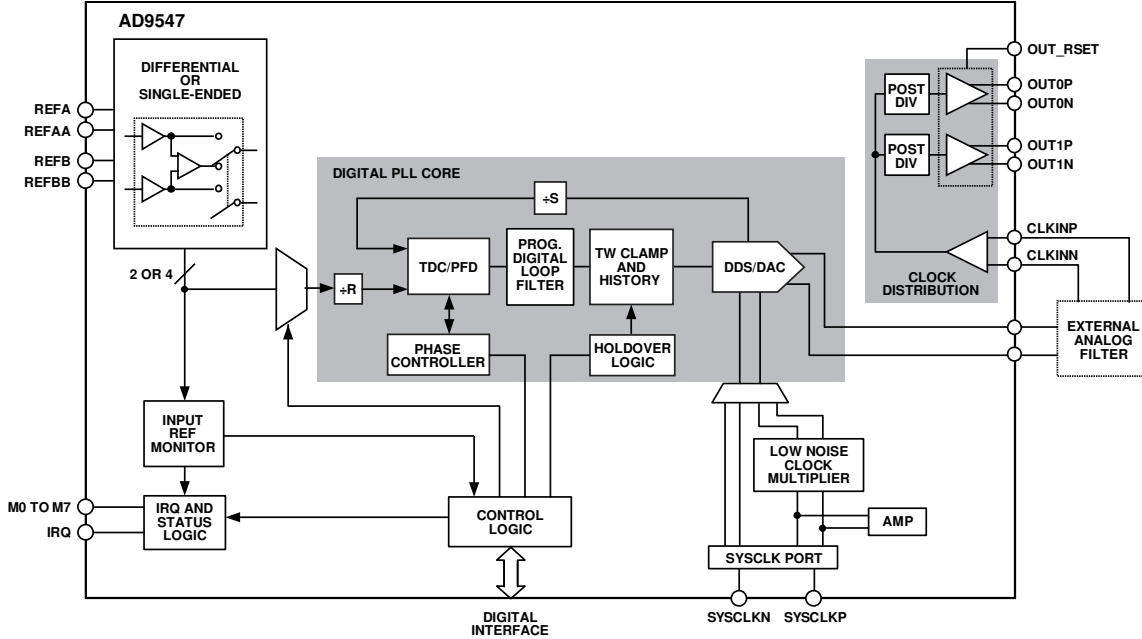 AD9547
DIFFERENTIAL
OR
SINGLE-ENDED
REFA
REFAA
REFB
REFBB
2 OR 4
DIGITAL PLL CORE
÷S
÷R
TDC/PFD
PROG.
DIGITAL
LOOP
FILTER
TW CLAMP
AND
HISTORY
DDS/DAC
PHASE
CONTROLLER
HOLDOVER
LOGIC
POST
DIV
POST
DIV
CLOCK
DISTRIBUTION
OUT_RSET
OUT0P
OUT0N
OUT1P
OUT1N
CLKINP
CLKINN
EXTERNAL
ANALOG
FILTER
INPUT
REF
MONITOR
LOW NOISE
CLOCK
MULTIPLIER
AMP
M0 TO M7
IRQ
IRQ AND
STATUS
LOGIC
CONTROL
LOGIC
SYSCLK PORT
DIGITAL
INTERFACE
SYSCLKN
SYSCLKP